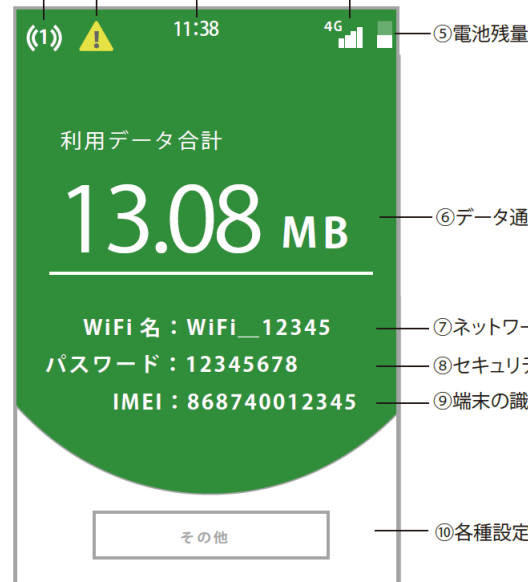 ((1)) 11:38 4G
⑤電池残量
利用データ合計
13.08 MB
⑥データ通
WiFi 名：WiFi__12345
⑦ネットワー
パスワード：12345678
⑧セキュリテ
IMEI：868740012345
⑨端末の識
その他
⑩各種設定